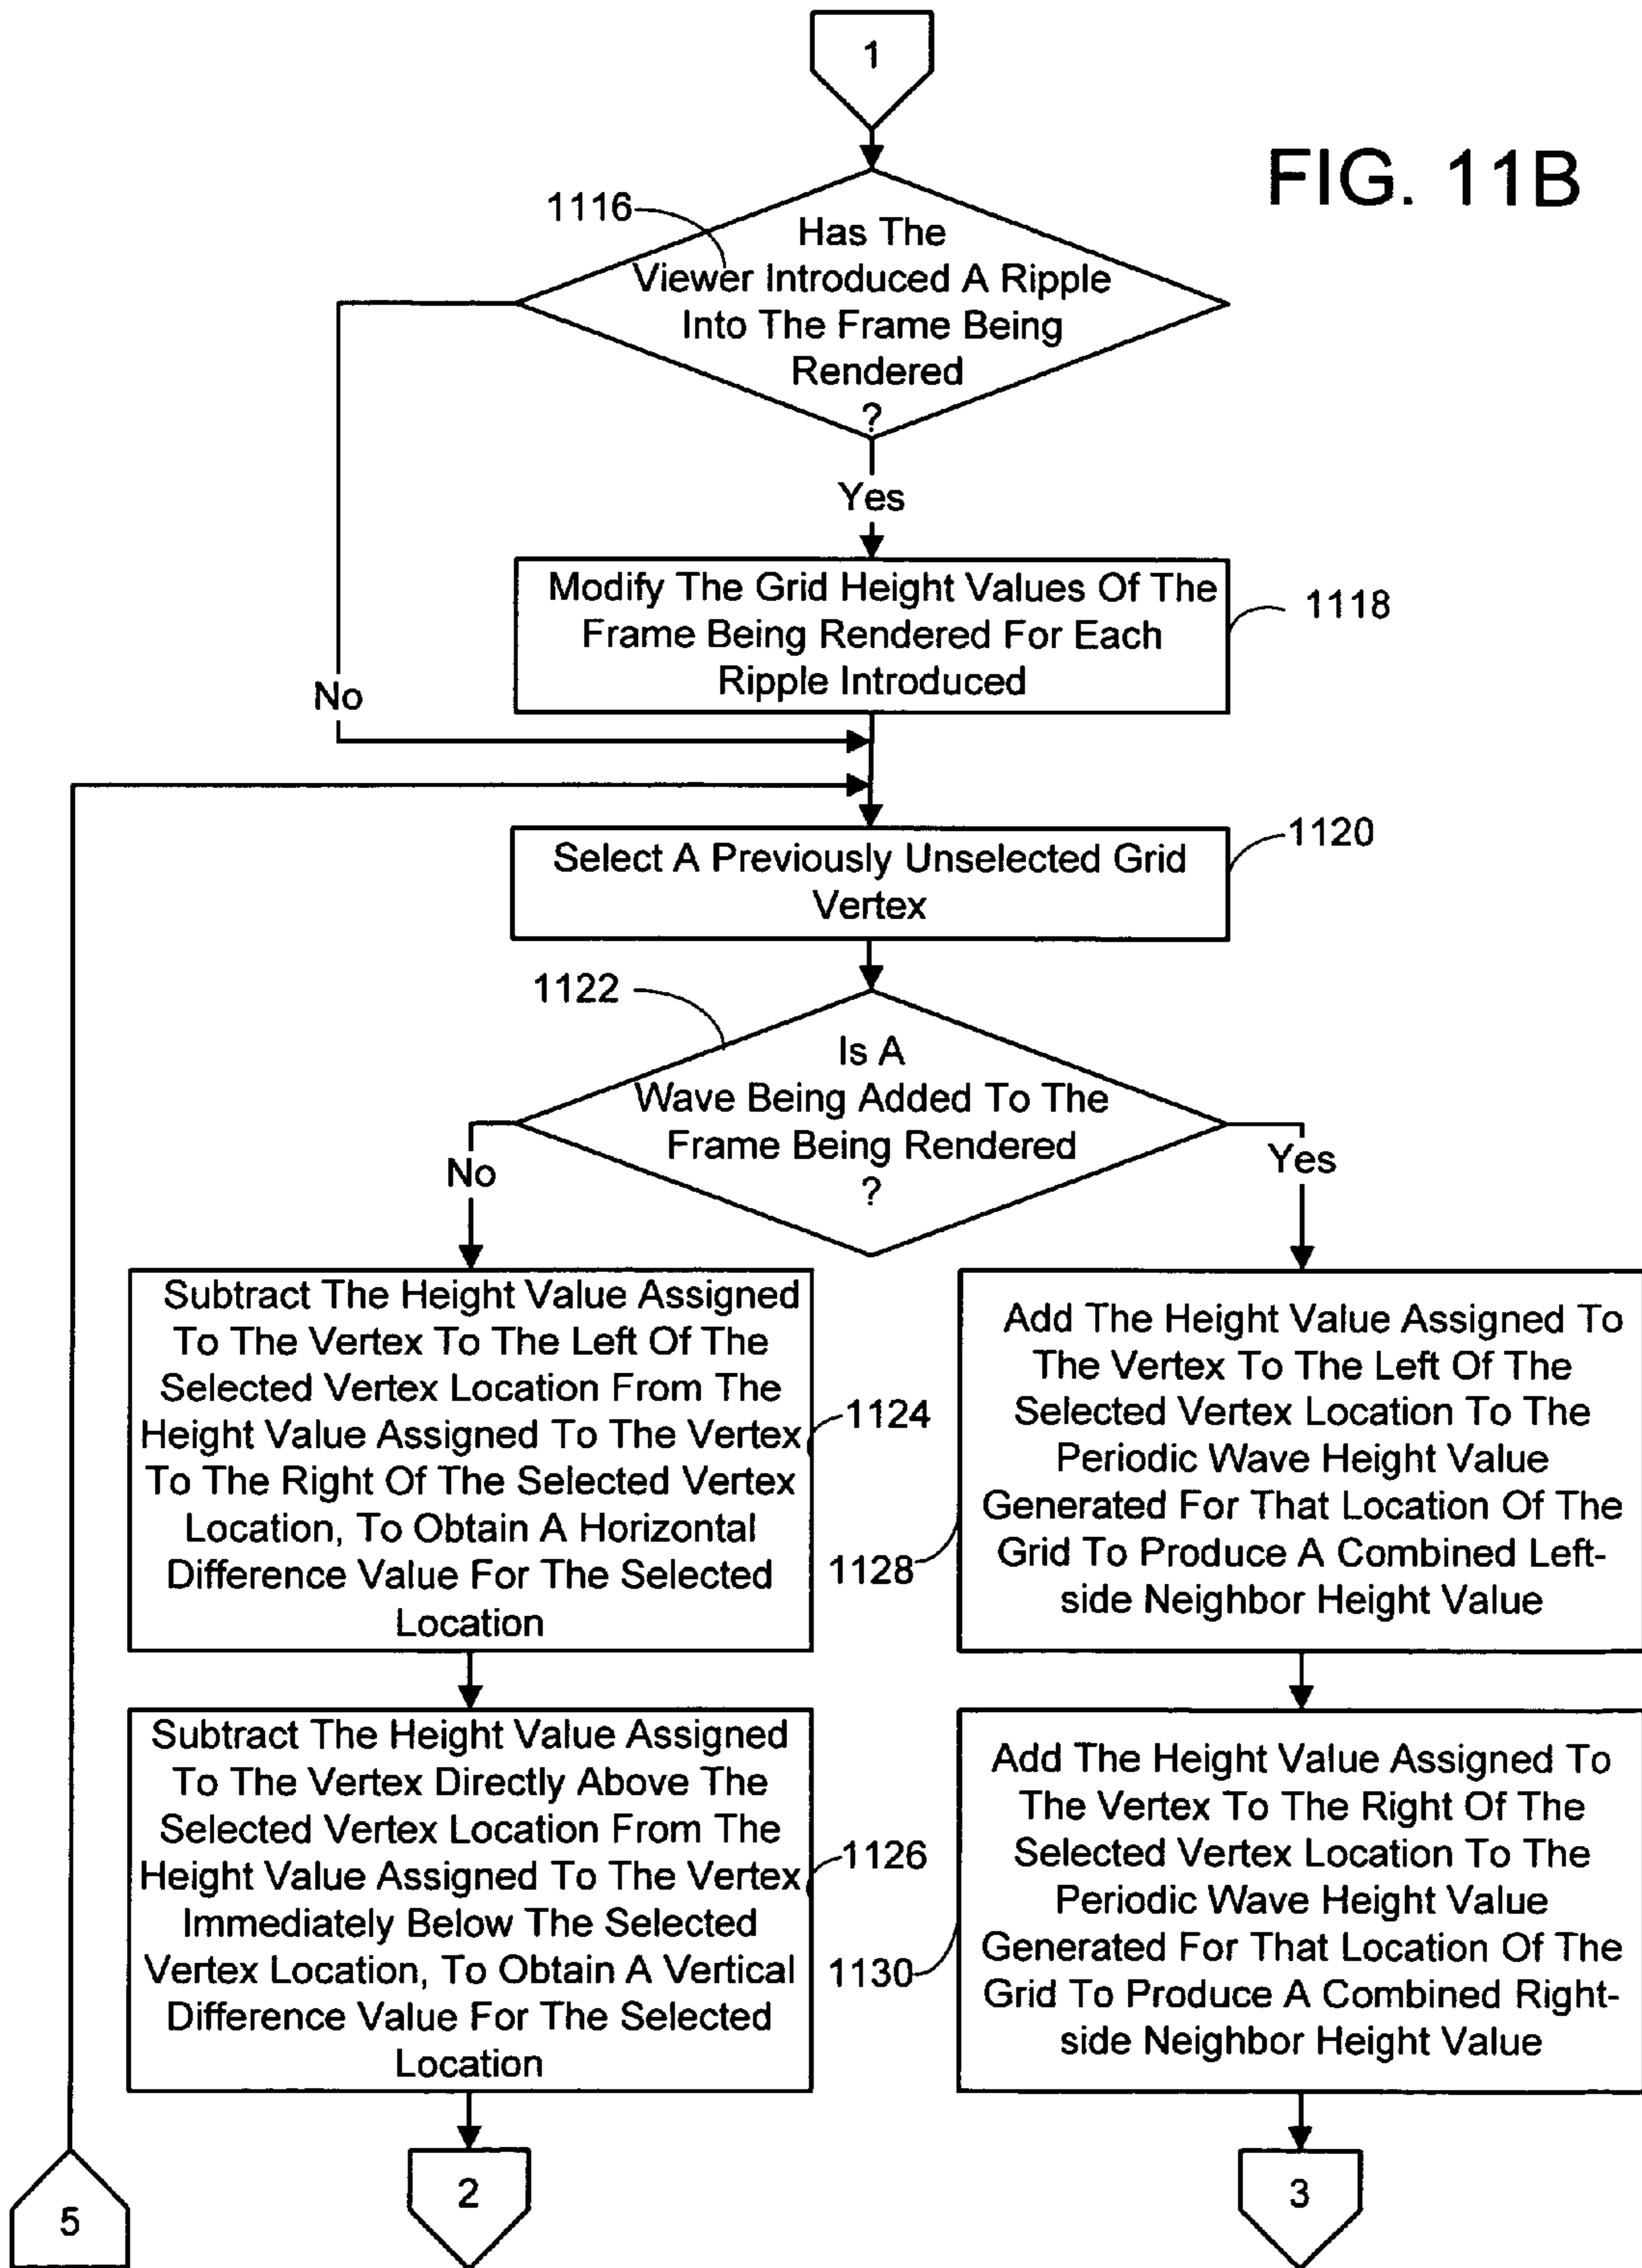 1
FIG. 11B
1116
Has The
Viewer Introduced A Ripple
Into The Frame Being
Rendered
?
Yes
No
Modify The Grid Height Values Of The
Frame Being Rendered For Each
Ripple Introduced
1118
Select A Previously Unselected Grid
Vertex
1120
1122
Is A
Wave Being Added To The
Frame Being Rendered
?
No
Yes
Subtract The Height Value Assigned
To The Vertex To The Left Of The
Selected Vertex Location From The
Height Value Assigned To The Vertex
To The Right Of The Selected Vertex
Location, To Obtain A Horizontal
Difference Value For The Selected
Location
1124
Add The Height Value Assigned To
The Vertex To The Left Of The
Selected Vertex Location To The
Periodic Wave Height Value
Generated For That Location Of The
Grid To Produce A Combined Left-
side Neighbor Height Value
1128
Subtract The Height Value Assigned
To The Vertex Directly Above The
Selected Vertex Location From The
Height Value Assigned To The Vertex
Immediately Below The Selected
Vertex Location, To Obtain A Vertical
Difference Value For The Selected
Location
1126
Add The Height Value Assigned To
The Vertex To The Right Of The
Selected Vertex Location To The
Periodic Wave Height Value
Generated For That Location Of The
Grid To Produce A Combined Right-
side Neighbor Height Value
1130
5
2
3